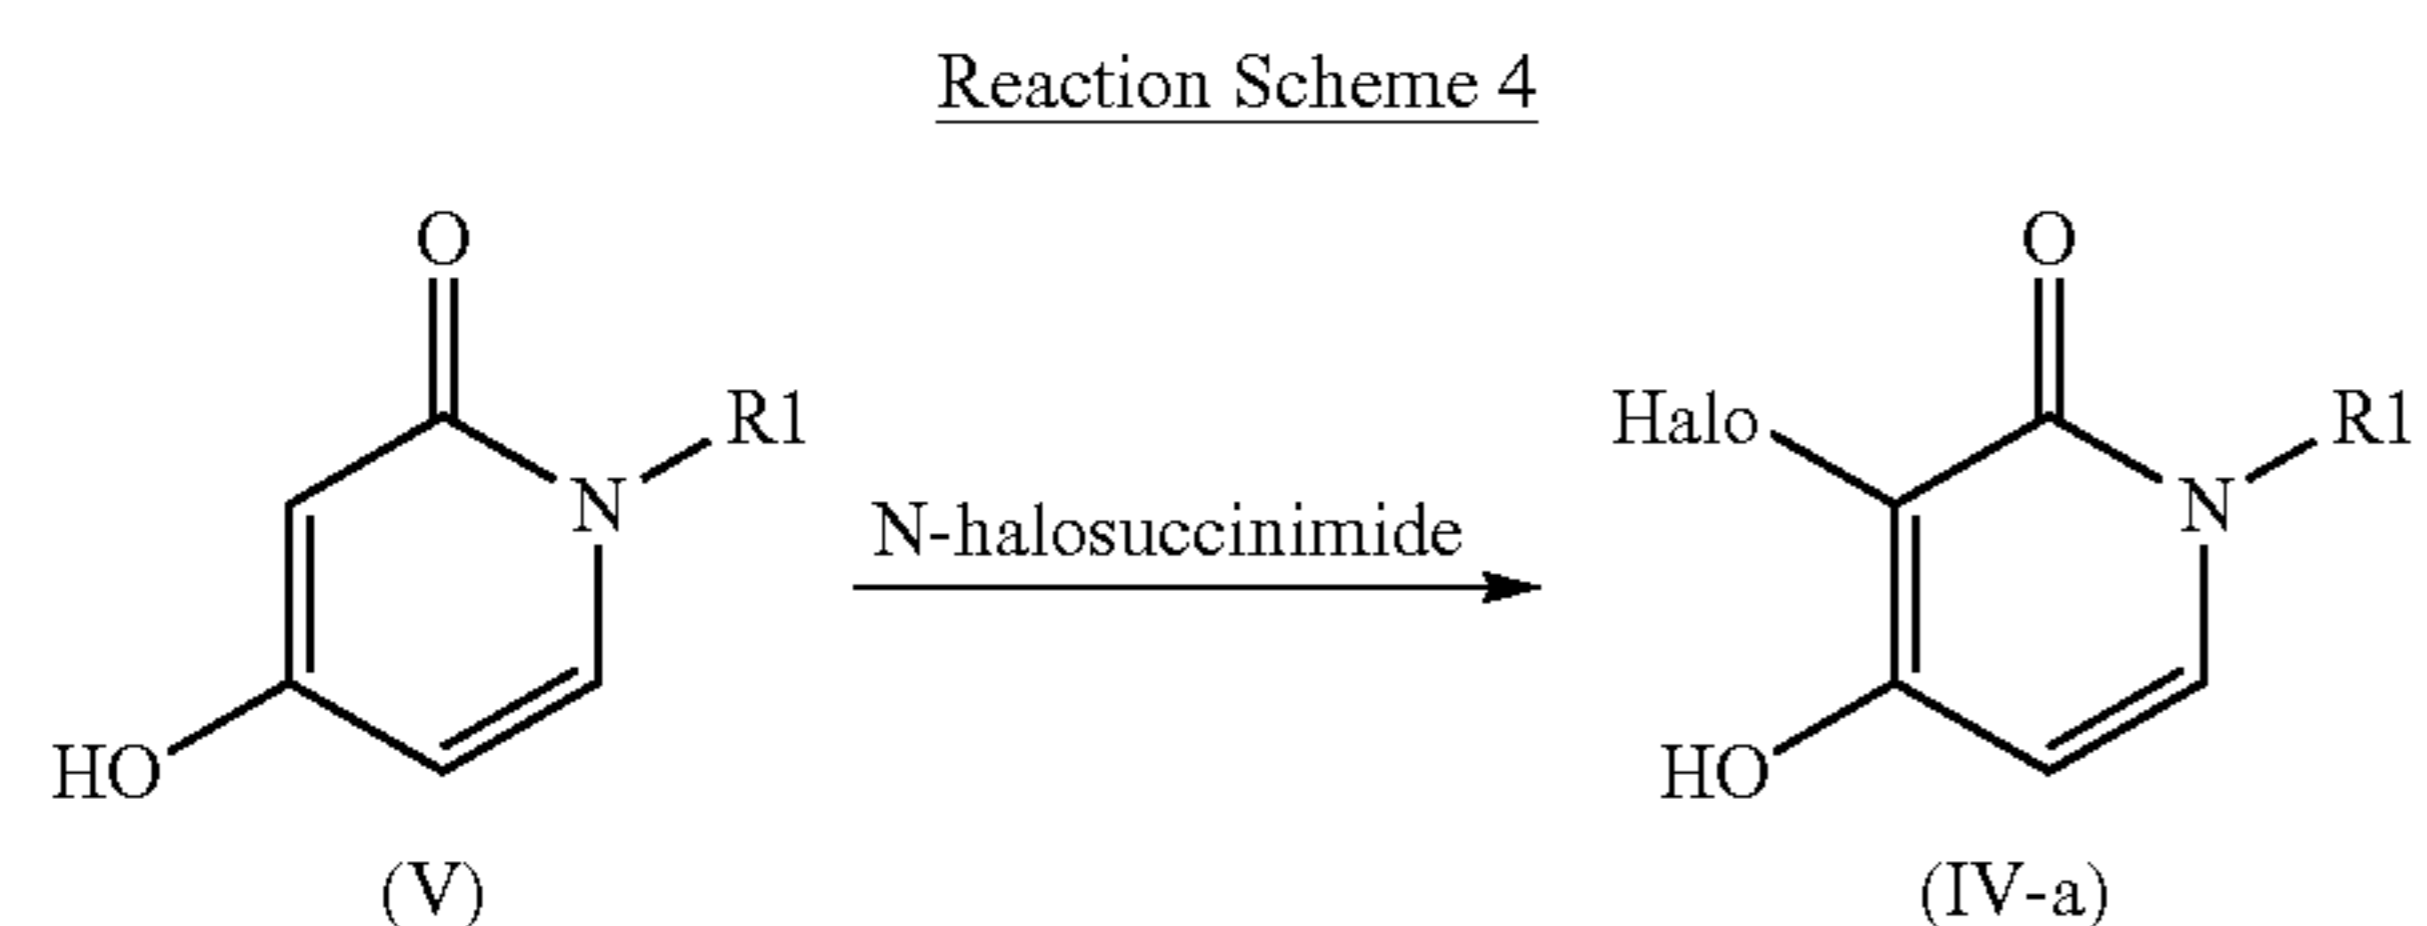 Reaction Scheme 4
O
R1
N
HO
(V)
N-halosuccinimide
O
Halo
R1
N
HO
(IV-a)